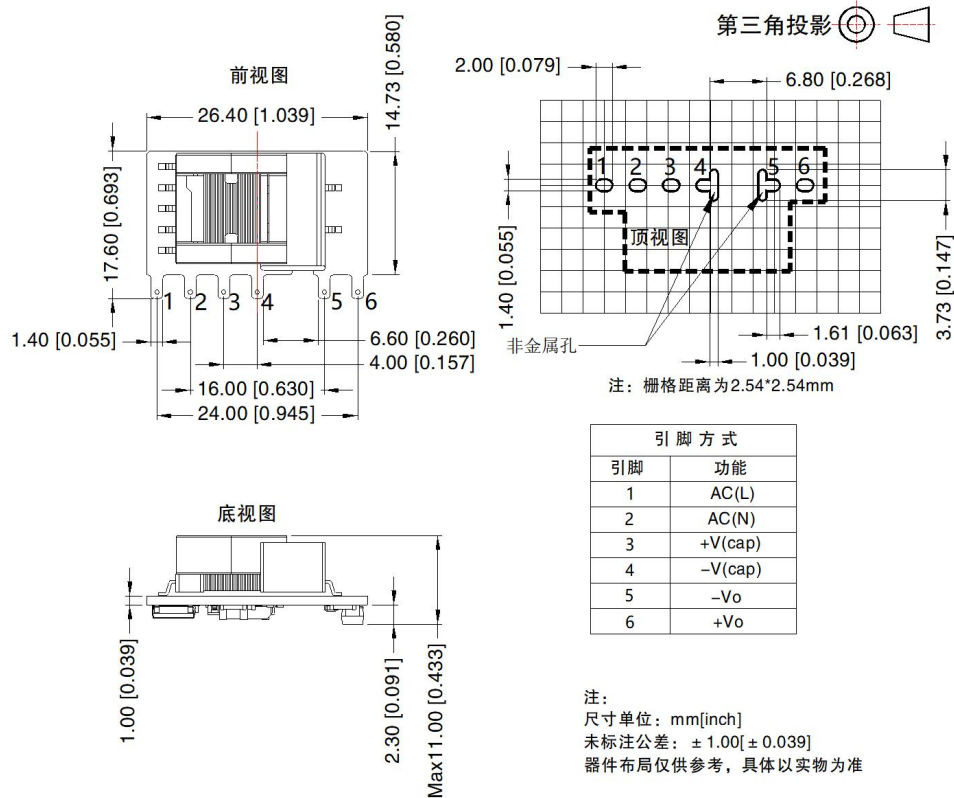 第三角投影
前视图
26.40 [1.039]
14.73 [0.580]
17.60 [0.693]
1 2 3 4 5 6
1.40 [0.055]
6.60 [0.260]
4.00 [0.157]
16.00 [0.630]
24.00 [0.945]
2.00 [0.079]
6.80 [0.268]
1 2 3 4 5 6
顶视图
1.40 [0.055]
3.73 [0.147]
1.61 [0.063]
非金属孔
1.00 [0.039]
注：栅格距离为2.54*2.54mm
引脚方式
引脚 功能
1 AC(L)
2 AC(N)
3 +V(cap)
4 −V(cap)
5 −Vo
6 +Vo
底视图
1.00 [0.039]
2.30 [0.091]
Max11.00 [0.433]
注：
尺寸单位：mm[inch]
未标注公差：±1.00[±0.039]
器件布局仅供参考，具体以实物为准